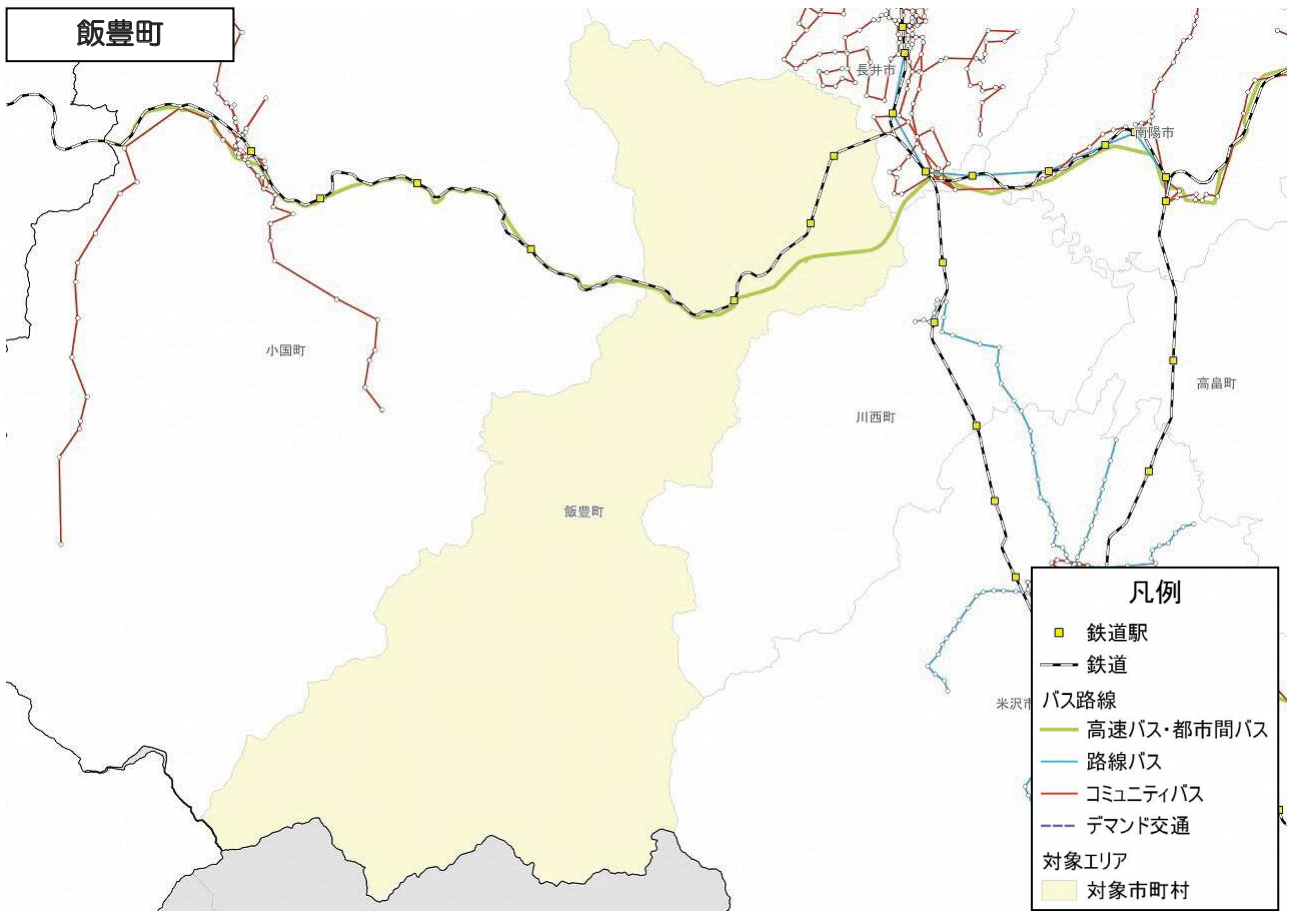 飯豊町
長井市
南陽市
小国町
高畠町
川西町
飯豊町
米沢市
凡例
鉄道駅
鉄道
バス路線
高速バス・都市間バス
路線バス
コミュニティバス
デマンド交通
対象エリア
対象市町村